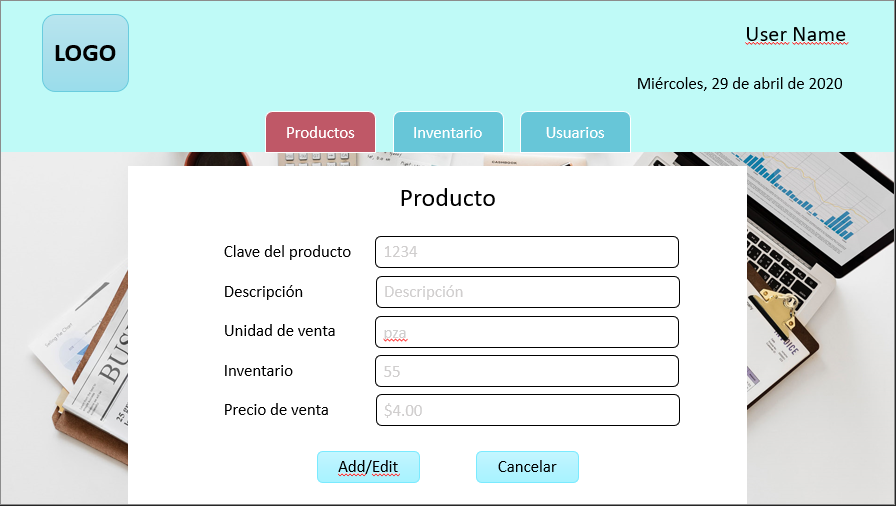 LOGO
User Name
Miércoles, 29 de abril de 2020
Productos
Inventario
Usuarios
Producto
Clave del producto
1234
Descripción
Descripción
Unidad de venta
pza
Inventario
55
Precio de venta
$4.00
Add/Edit
Cancelar
BUS